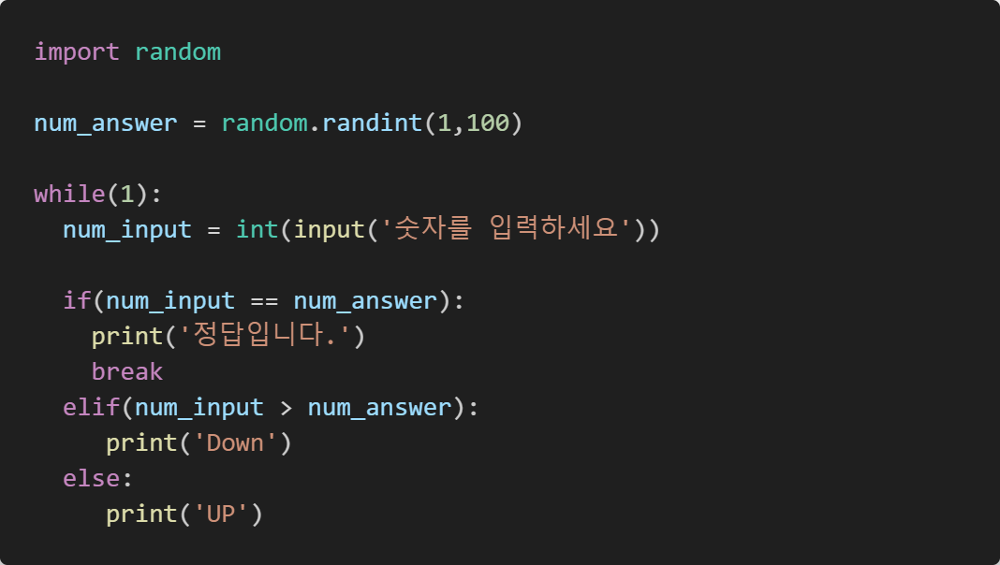 import random
num_answer = random.randint(1,100)
while(1):
  num_input = int(input('숫자를 입력하세요'))
  if(num_input == num_answer):
    print('정답입니다.')
    break
  elif(num_input > num_answer):
     print('Down')
  else:
     print('UP')